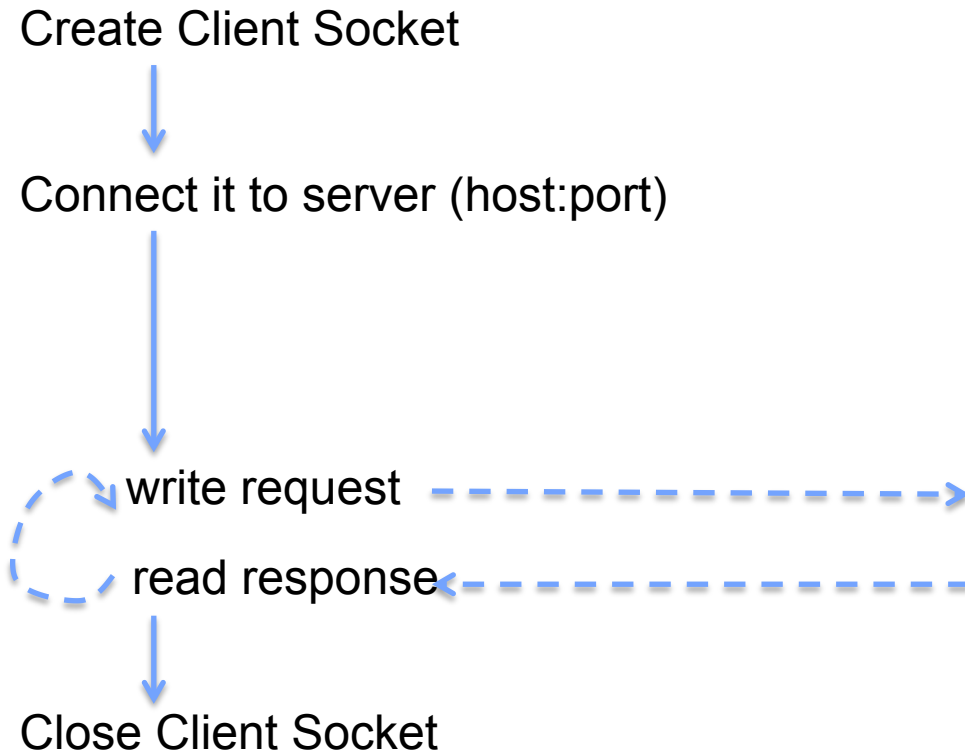 Create Client Socket
Connect it to server (host:port)
write request
read response
Close Client Socket